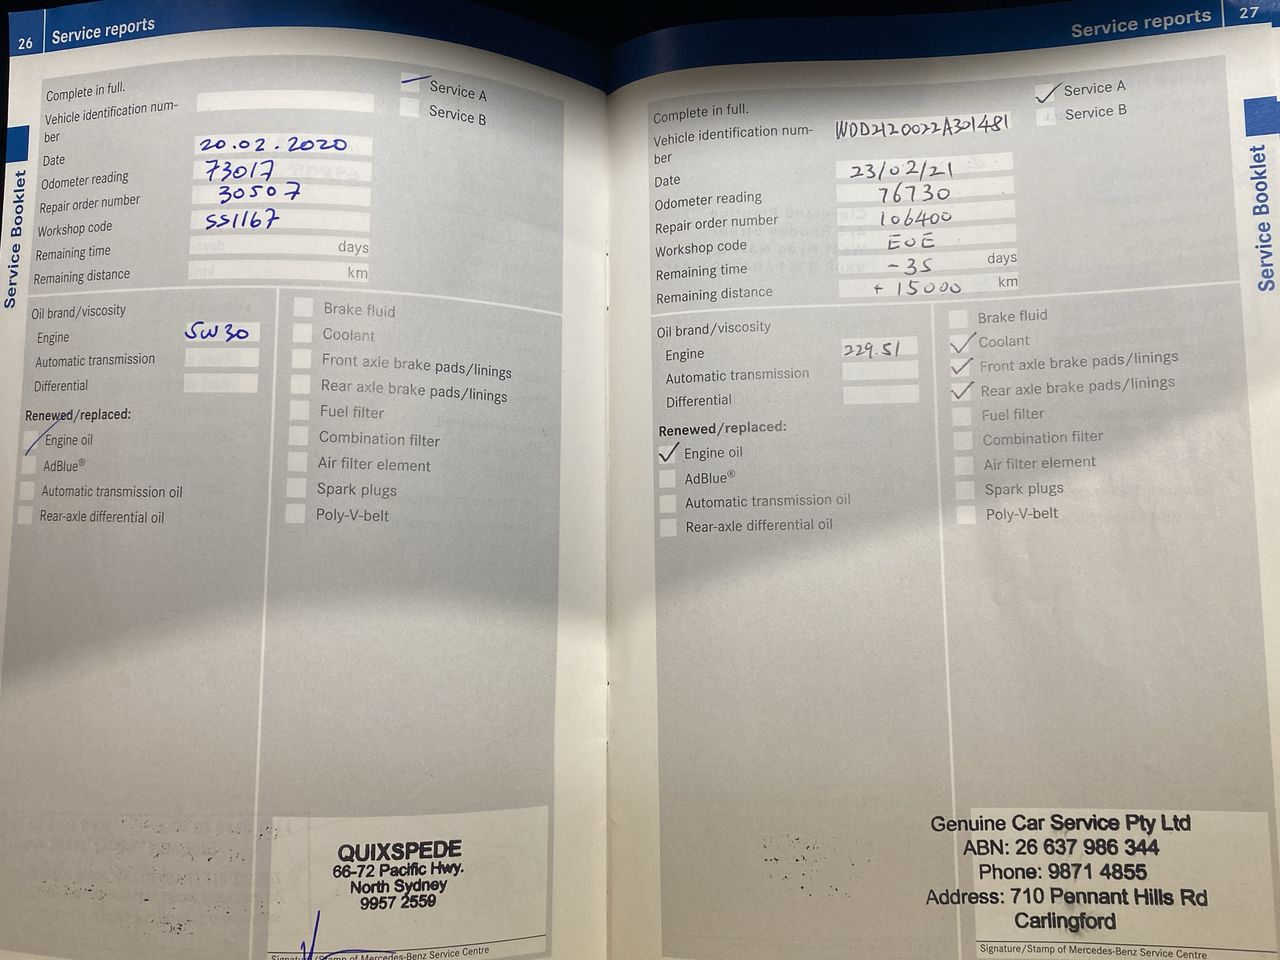 26 Service reports
Complete in full.
Service A
Service B
Vehicle identification num-
ber
Date 20.02.2020
Odometer reading 73017
Repair order number 30507
Workshop code SS1167
Remaining time days
Remaining distance km
Oil brand/viscosity
Engine 5W30
Automatic transmission
Differential
Renewed/replaced:
Engine oil
AdBlue®
Automatic transmission oil
Rear-axle differential oil
Brake fluid
Coolant
Front axle brake pads/linings
Rear axle brake pads/linings
Fuel filter
Combination filter
Air filter element
Spark plugs
Poly-V-belt
QUIXSPEDE
66-72 Pacific Hwy.
North Sydney
9957 2559
Signature/Stamp of Mercedes-Benz Service Centre
Service Booklet
Service reports 27
Complete in full.
Service A
Service B
Vehicle identification num-
ber WDD2120022A301481
Date 23/02/21
Odometer reading 76730
Repair order number 106400
Workshop code EOE
Remaining time -35 days
Remaining distance + 15000 km
Oil brand/viscosity
Engine 229.51
Automatic transmission
Differential
Renewed/replaced:
Engine oil
AdBlue®
Automatic transmission oil
Rear-axle differential oil
Brake fluid
Coolant
Front axle brake pads/linings
Rear axle brake pads/linings
Fuel filter
Combination filter
Air filter element
Spark plugs
Poly-V-belt
Genuine Car Service Pty Ltd
ABN: 26 637 986 344
Phone: 9871 4855
Address: 710 Pennant Hills Rd
Carlingford
Signature/Stamp of Mercedes-Benz Service Centre
Service Booklet